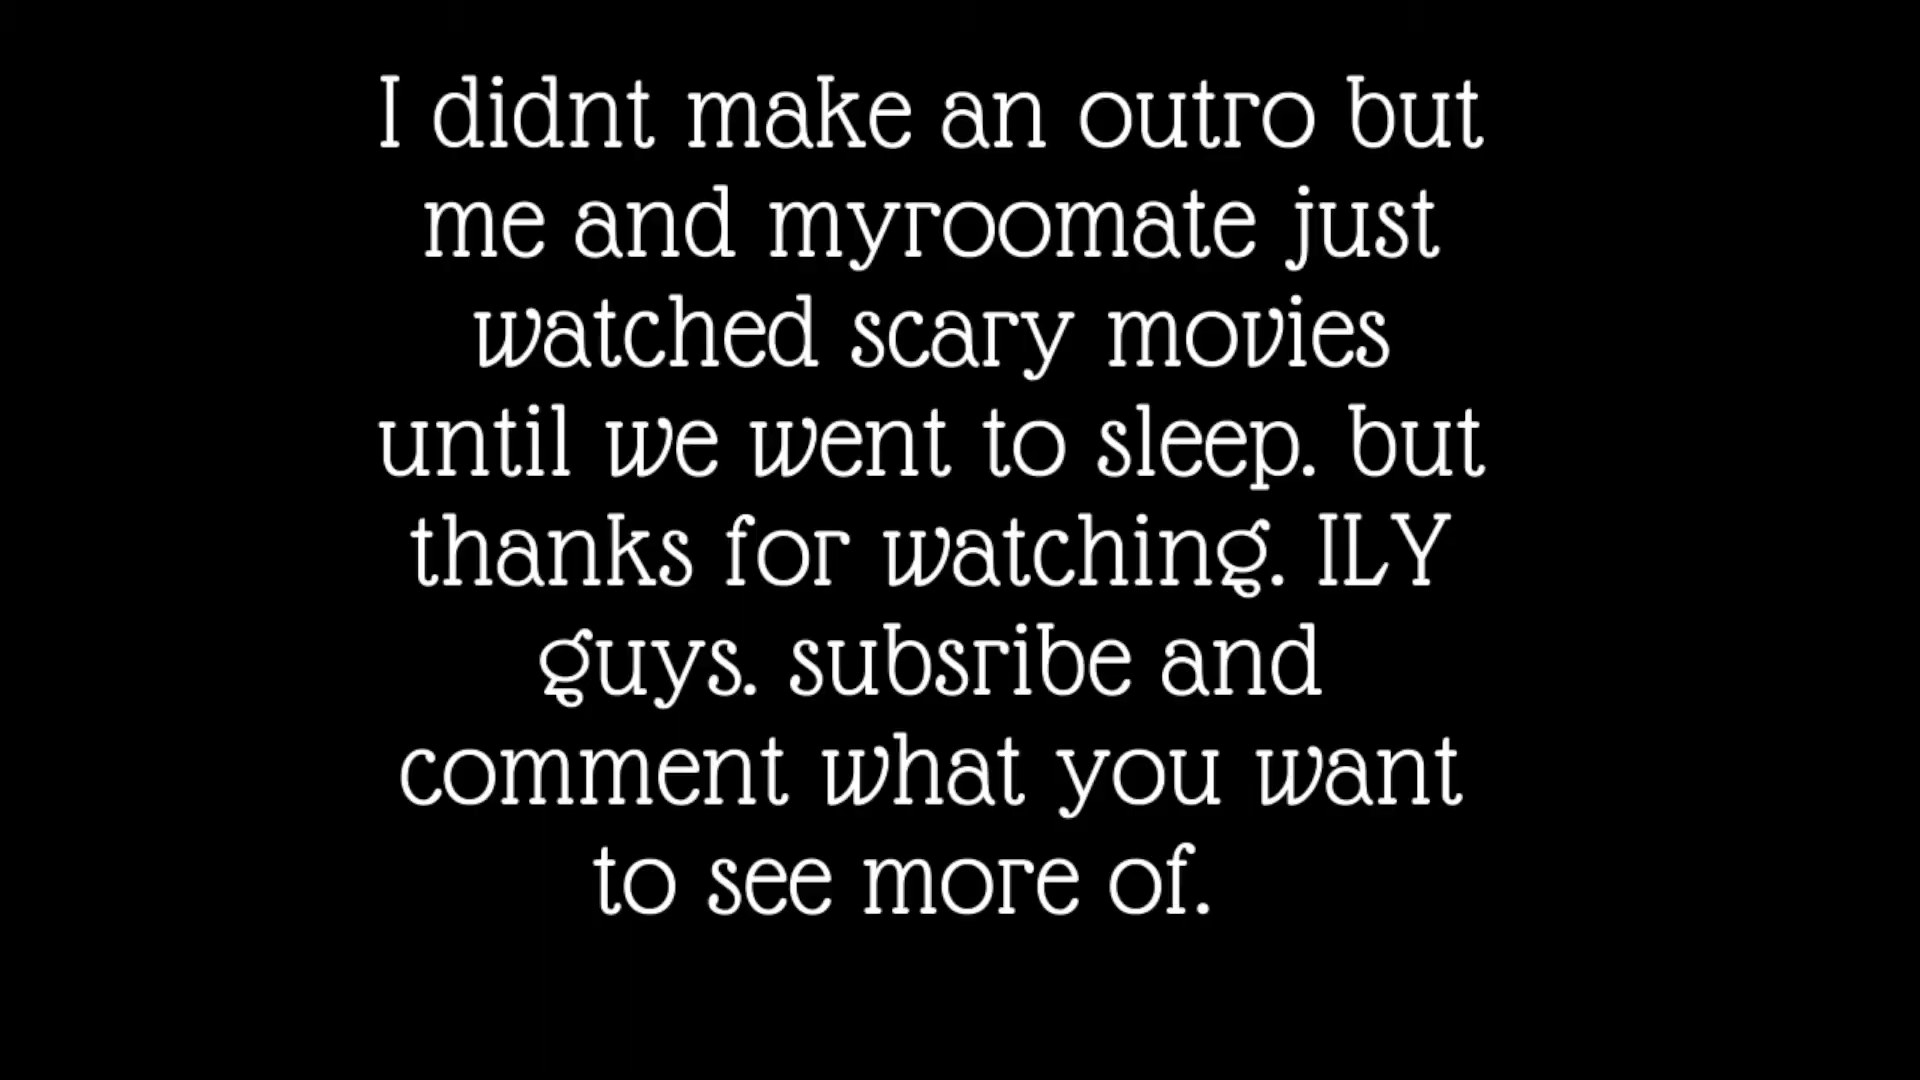 I didnt make an outro but
me and myroomate just
watched scary movies
until we went to sleep. but
thanks for watching. ILY
guys. subsribe and
comment what you want
to see more of.